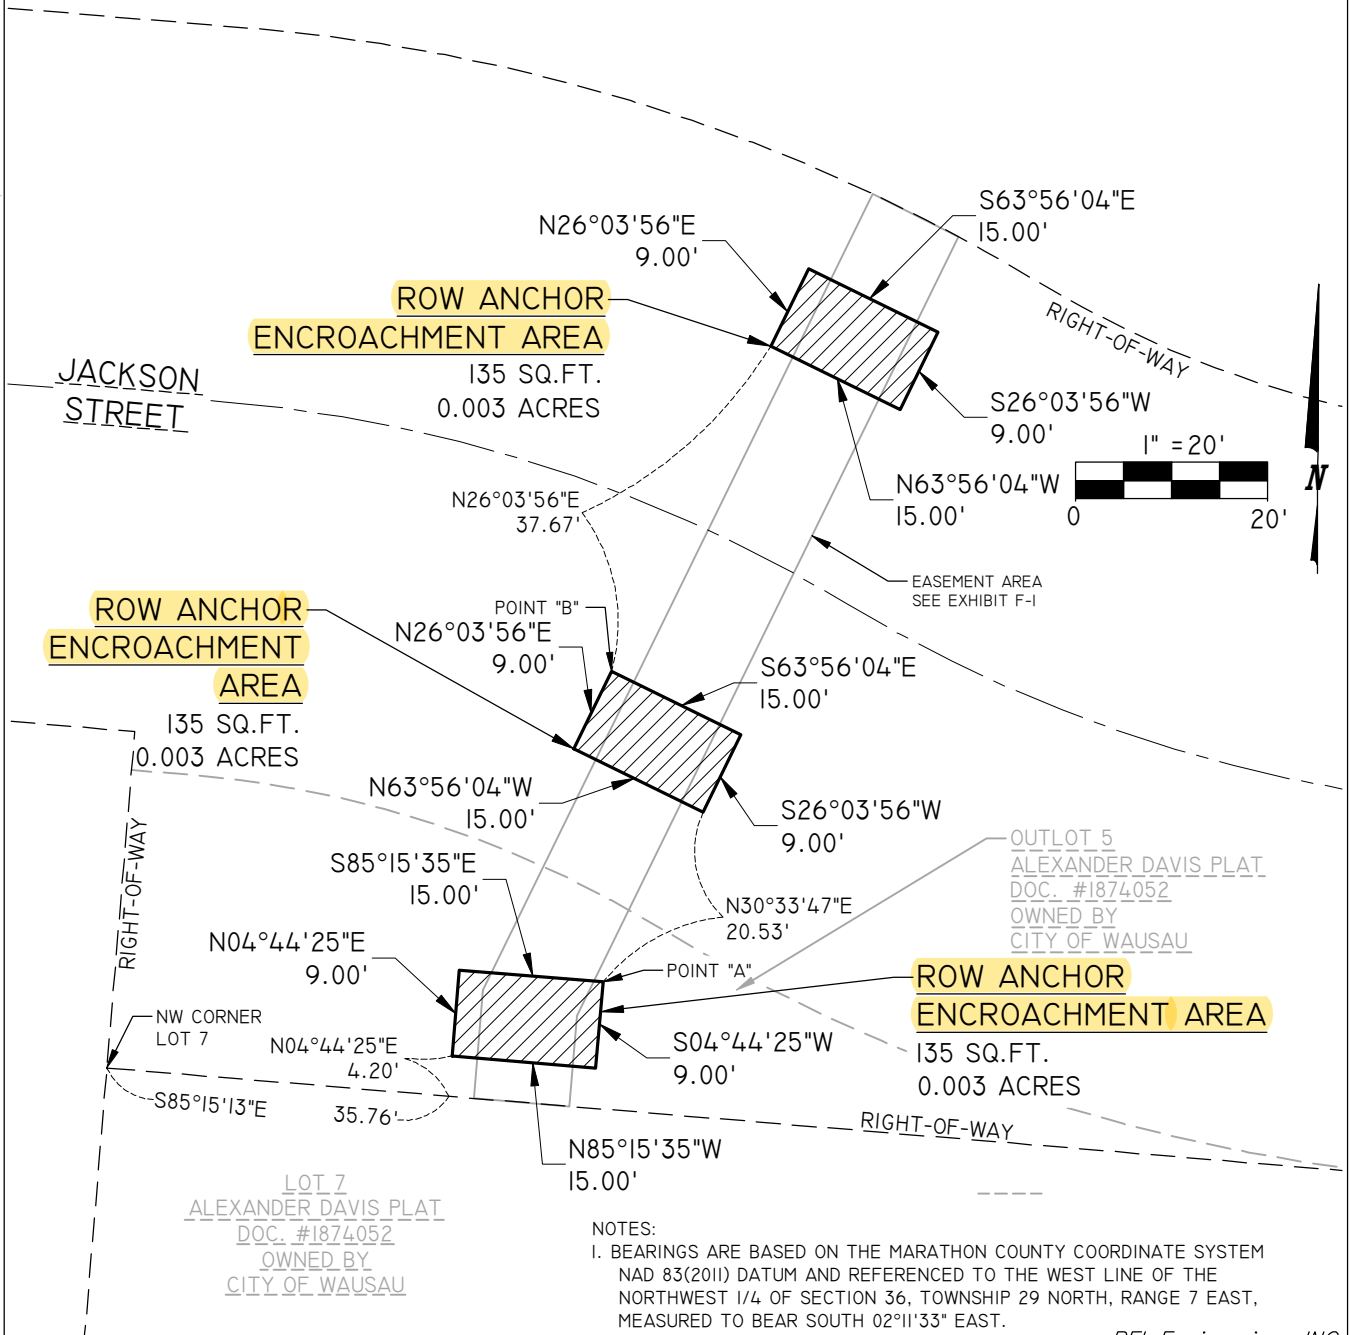 S63°56'04"E
15.00'
N26°03'56"E
9.00'
ROW ANCHOR
ENCROACHMENT AREA
135 SQ.FT.
0.003 ACRES
RIGHT-OF-WAY
JACKSON
STREET
S26°03'56"W
9.00'
1" = 20'
0 20'
N
N63°56'04"W
15.00'
N26°03'56"E
37.67'
EASEMENT AREA
SEE EXHIBIT F-1
POINT "B"
ROW ANCHOR
ENCROACHMENT
AREA
135 SQ.FT.
0.003 ACRES
N26°03'56"E
9.00'
S63°56'04"E
15.00'
N63°56'04"W
15.00'
S26°03'56"W
9.00'
RIGHT-OF-WAY
OUTLOT 5
ALEXANDER DAVIS PLAT
DOC. #1874052
OWNED BY
CITY OF WAUSAU
S85°15'35"E
15.00'
N30°33'47"E
20.53'
N04°44'25"E
9.00'
POINT "A"
ROW ANCHOR
ENCROACHMENT AREA
135 SQ.FT.
0.003 ACRES
NW CORNER
LOT 7
N04°44'25"E
4.20'
S04°44'25"W
9.00'
S85°15'13"E
35.76'
RIGHT-OF-WAY
N85°15'35"W
15.00'
LOT 7
ALEXANDER DAVIS PLAT
DOC. #1874052
OWNED BY
CITY OF WAUSAU
NOTES:
1. BEARINGS ARE BASED ON THE MARATHON COUNTY COORDINATE SYSTEM
NAD 83(2011) DATUM AND REFERENCED TO THE WEST LINE OF THE
NORTHWEST 1/4 OF SECTION 36, TOWNSHIP 29 NORTH, RANGE 7 EAST,
MEASURED TO BEAR SOUTH 02°11'33" EAST.